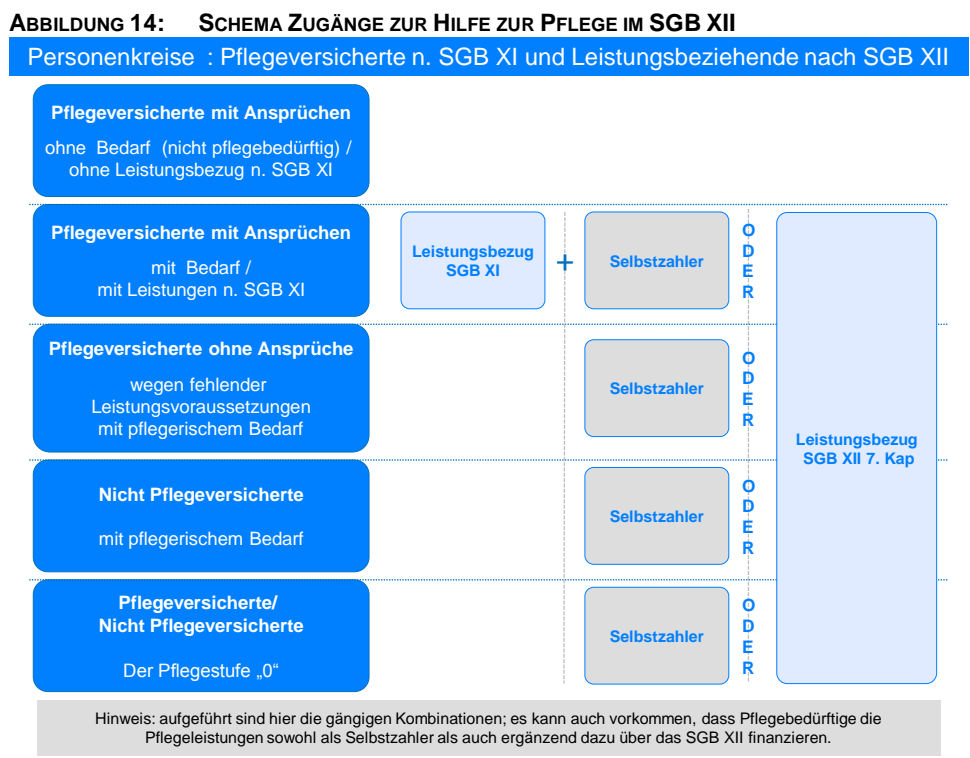 ABBILDUNG 14: SCHEMA ZUGÄNGE ZUR HILFE ZUR PFLEGE IM SGB XII
Personenkreise : Pflegeversicherte n. SGB XI und Leistungsbeziehende nach SGB XII
Pflegeversicherte mit Ansprüchen
ohne Bedarf (nicht pflegebedürftig) /
ohne Leistungsbezug n. SGB XI
Pflegeversicherte mit Ansprüchen
mit Bedarf /
mit Leistungen n. SGB XI
Leistungsbezug
SGB XI
+
Selbstzahler
O
D
E
R
Pflegeversicherte ohne Ansprüche
wegen fehlender
Leistungsvoraussetzungen
mit pflegerischem Bedarf
Selbstzahler
O
D
E
R
Leistungsbezug
SGB XII 7. Kap
Nicht Pflegeversicherte
mit pflegerischem Bedarf
Selbstzahler
O
D
E
R
Pflegeversicherte/
Nicht Pflegeversicherte
Der Pflegestufe „0“
Selbstzahler
O
D
E
R
Hinweis: aufgeführt sind hier die gängigen Kombinationen; es kann auch vorkommen, dass Pflegebedürftige die
Pflegeleistungen sowohl als Selbstzahler als auch ergänzend dazu über das SGB XII finanzieren.